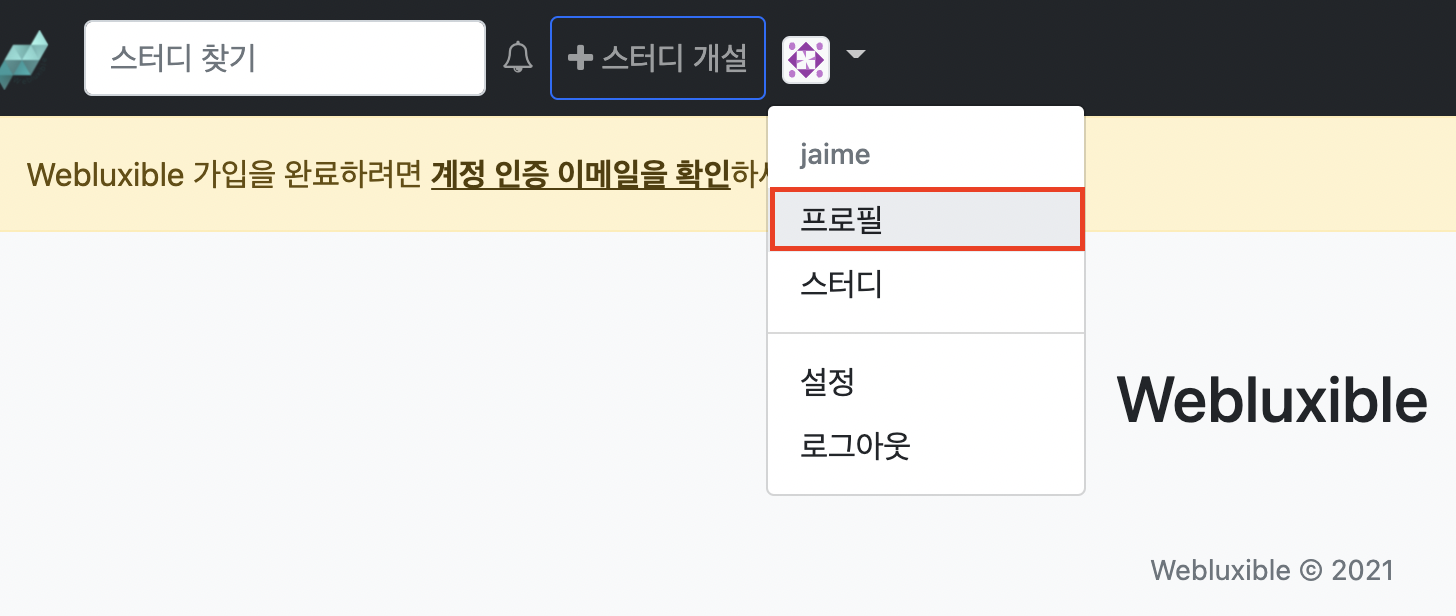 스터디 찾기
스터디 개설
Webluxible 가입을 완료하려면 계정 인증 이메일을 확인하
jaime
프로필
스터디
설정
로그아웃
Webluxible
Webluxible © 2021